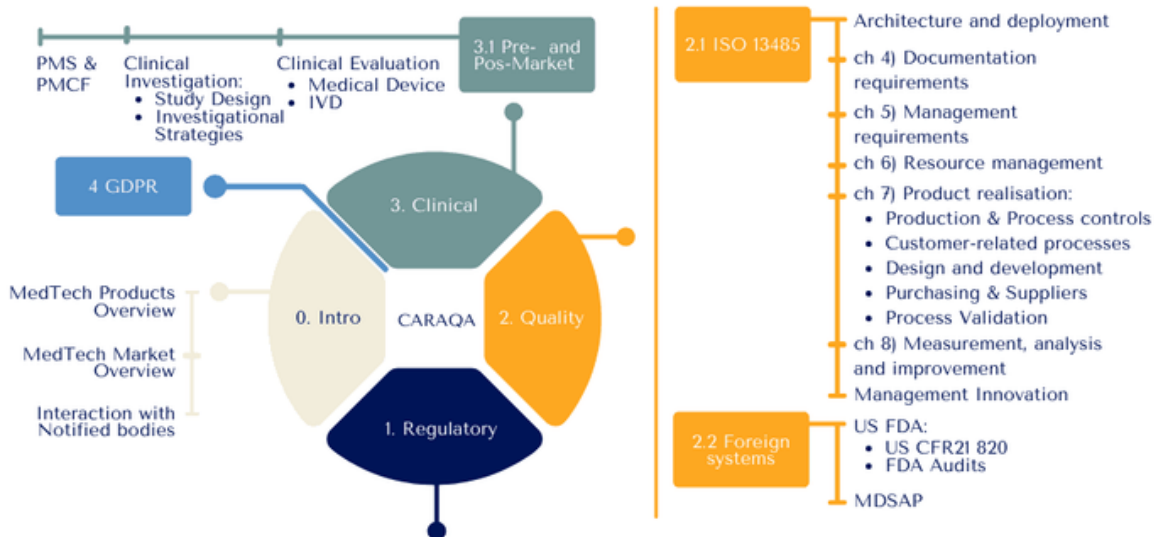 3.1 Pre- and
Pos-Market
PMS &
PMCF
Clinical
Investigation:
• Study Design
• Investigational
Strategies
Clinical Evaluation
• Medical Device
• IVD
4 GDPR
3. Clinical
0. Intro
CARAQA
2. Quality
1. Regulatory
MedTech Products
Overview
MedTech Market
Overview
Interaction with
Notified bodies
2.1 ISO 13485
Architecture and deployment
ch 4) Documentation
requirements
ch 5) Management
requirements
ch 6) Resource management
ch 7) Product realisation:
• Production & Process controls
• Customer-related processes
• Design and development
• Purchasing & Suppliers
• Process Validation
ch 8) Measurement, analysis
and improvement
Management Innovation
2.2 Foreign
systems
US FDA:
• US CFR21 820
• FDA Audits
MDSAP